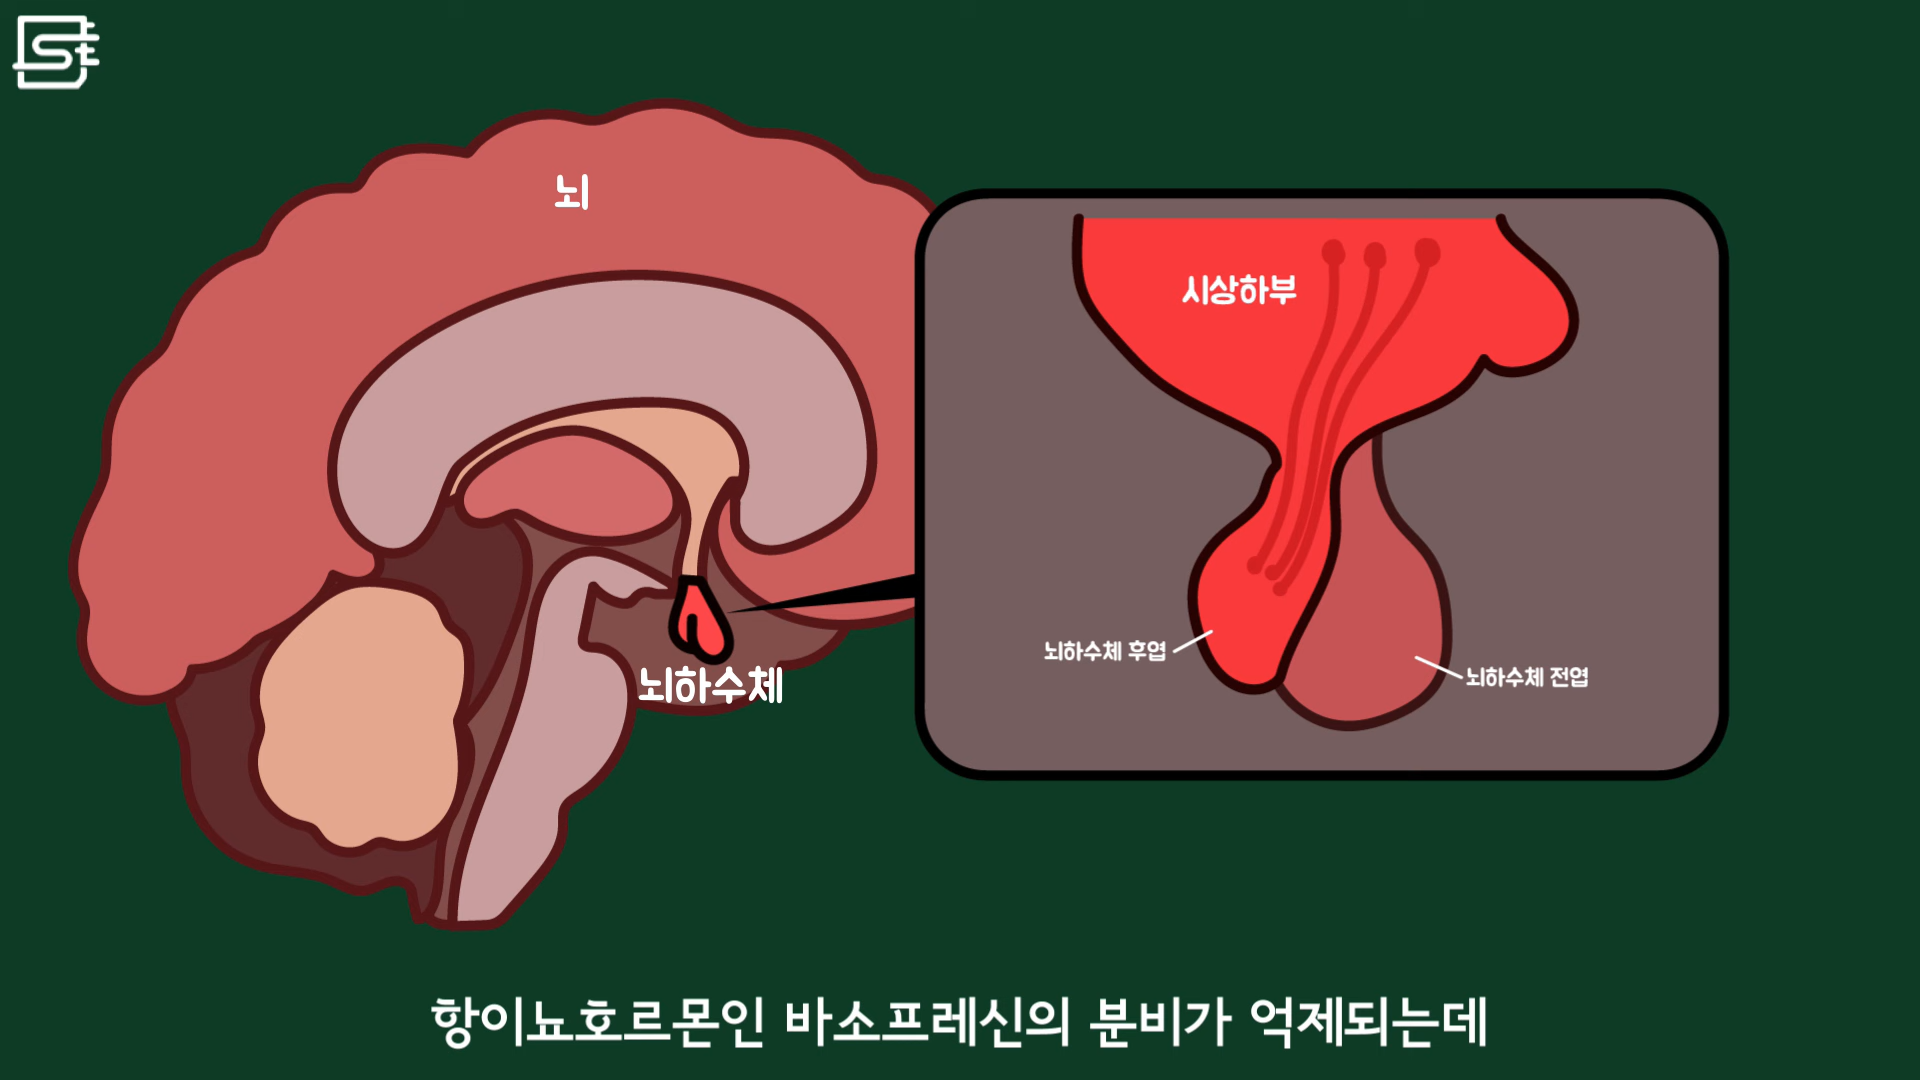 뇌
시상하부
뇌하수체 후엽
뇌하수체 전엽
뇌하수체
항이뇨호르몬인 바소프레신의 분비가 억제되는데